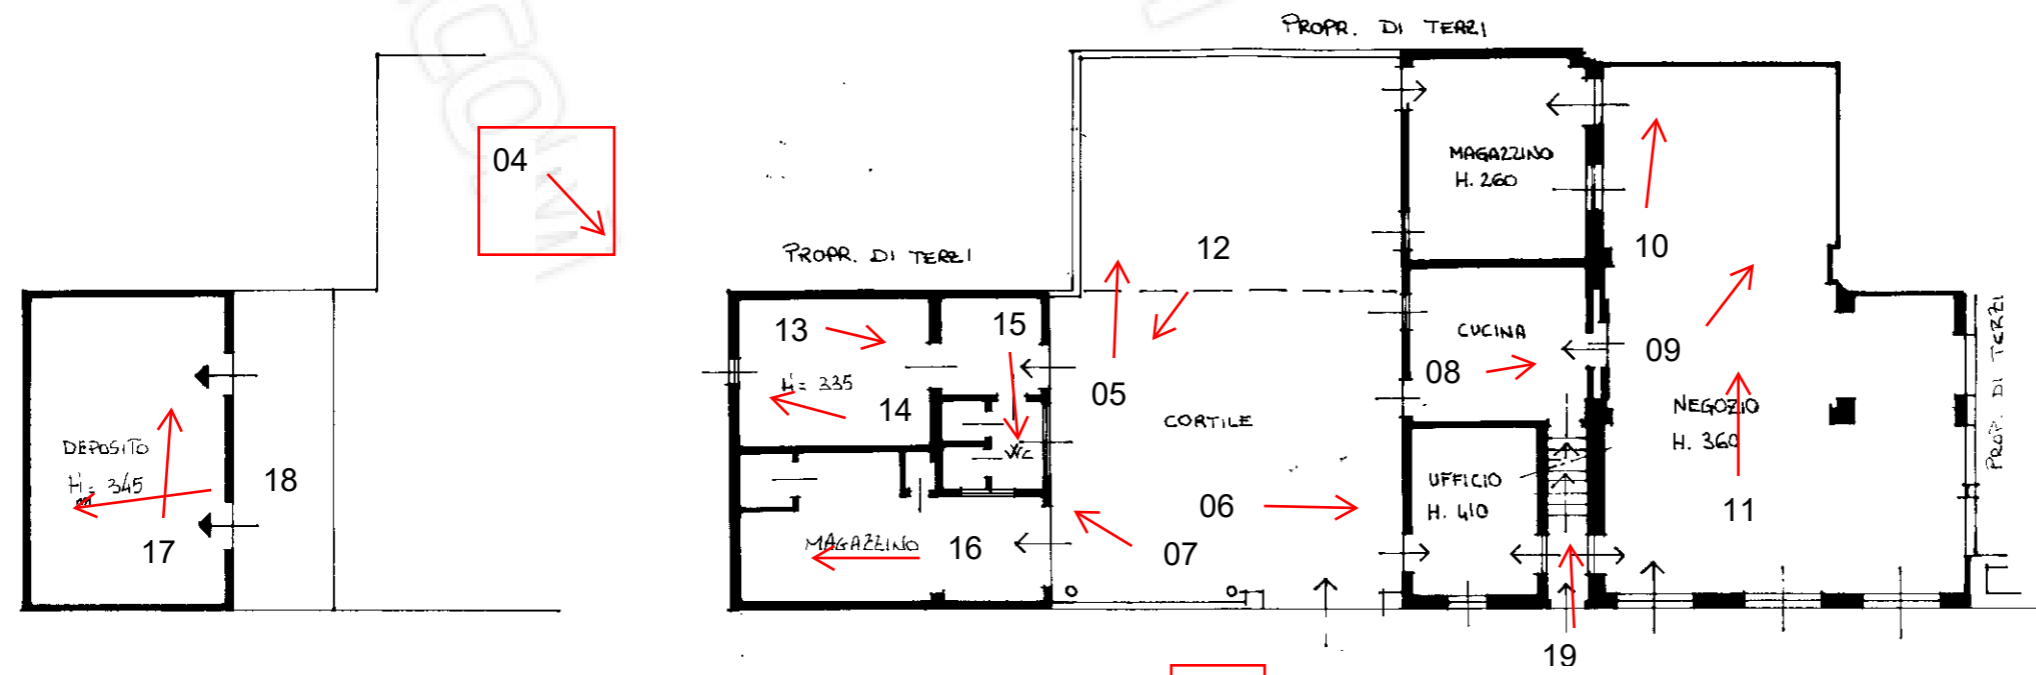 PROPR. DI TERZI
04
MAGAZZINO
H. 260
12
10
PROPR. DI TERZI
PROP. DI TERZI
13
15
CUCINA
09
08
H= 335
05
14
CORTILE
NEGOZIO
H. 360
DEPOSITO
H= 345
18
WC
UFFICIO
H. 410
06
11
17
MAGAZZINO
16
07
19